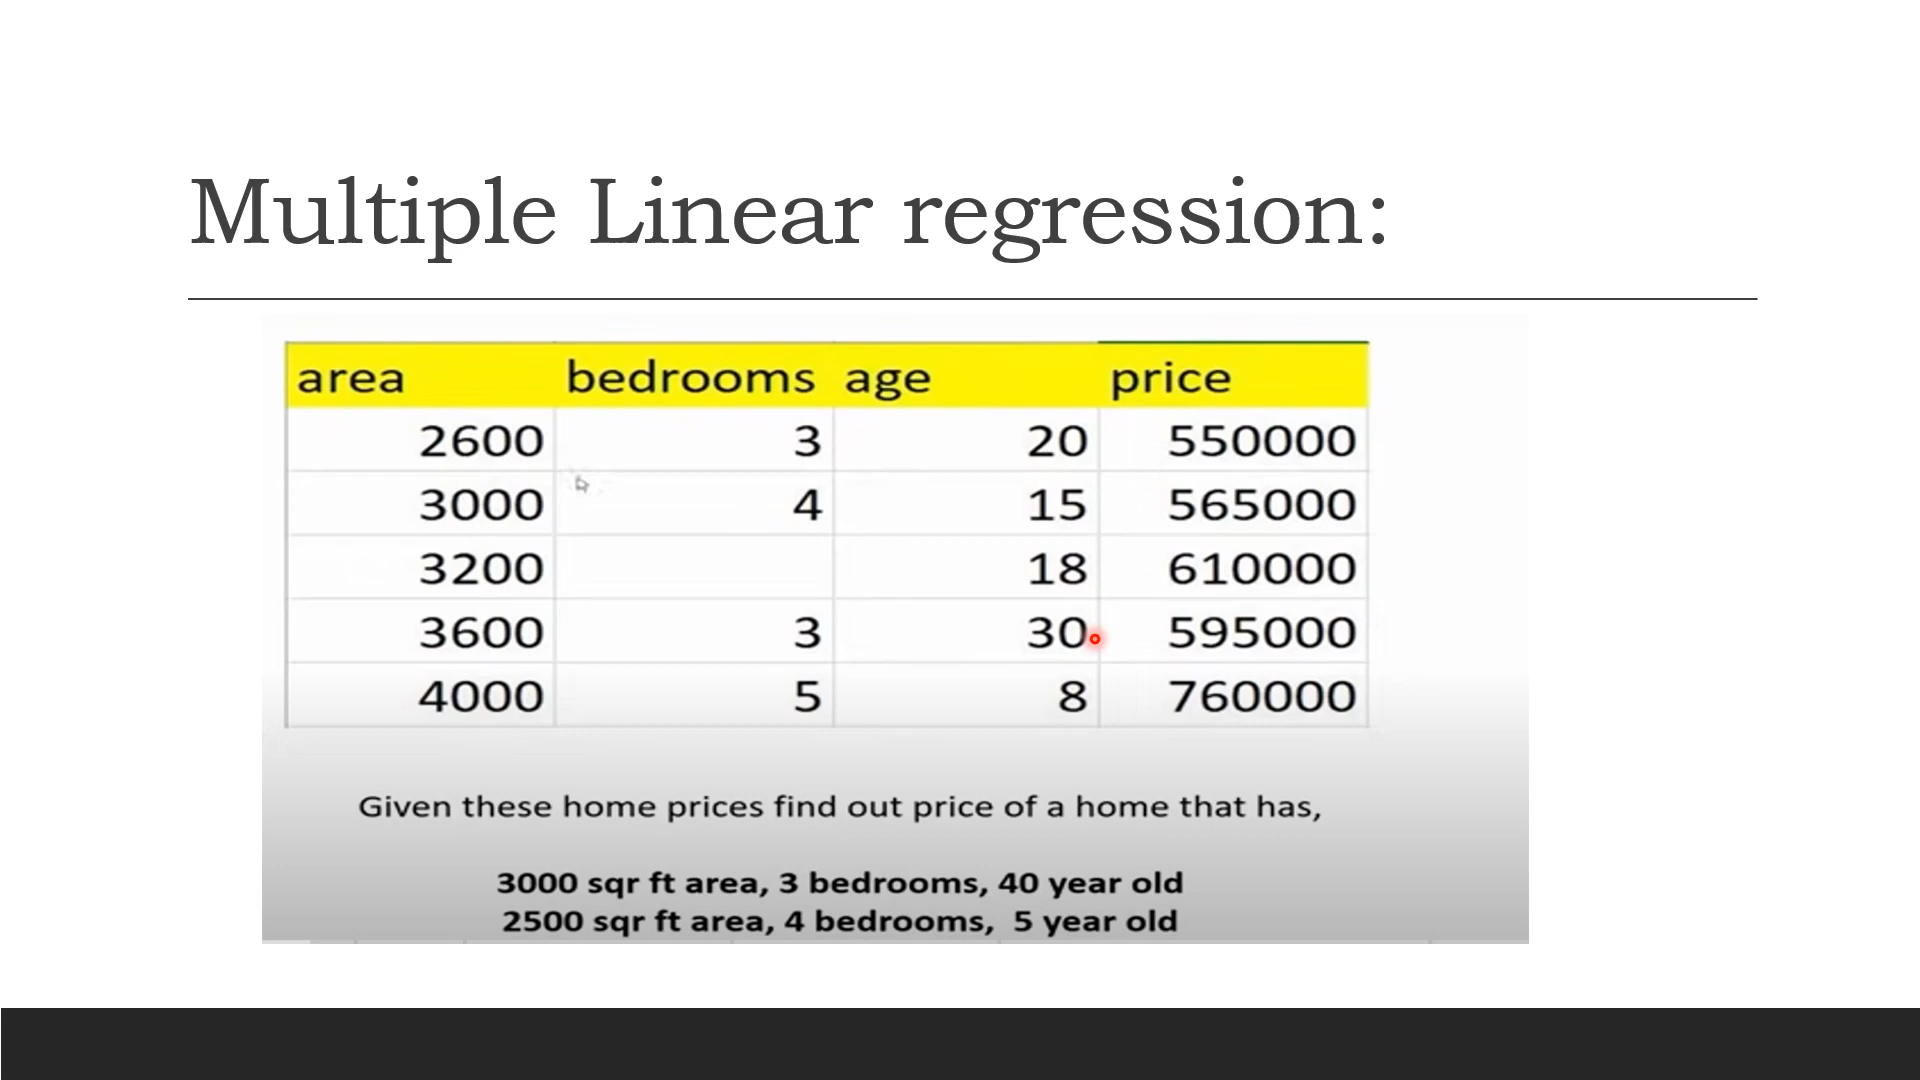 Multiple Linear regression:
area bedrooms age price
2600 3 20 550000
3000 4 15 565000
3200 18 610000
3600 3 30 595000
4000 5 8 760000
Given these home prices find out price of a home that has,
3000 sqr ft area, 3 bedrooms, 40 year old
2500 sqr ft area, 4 bedrooms, 5 year old